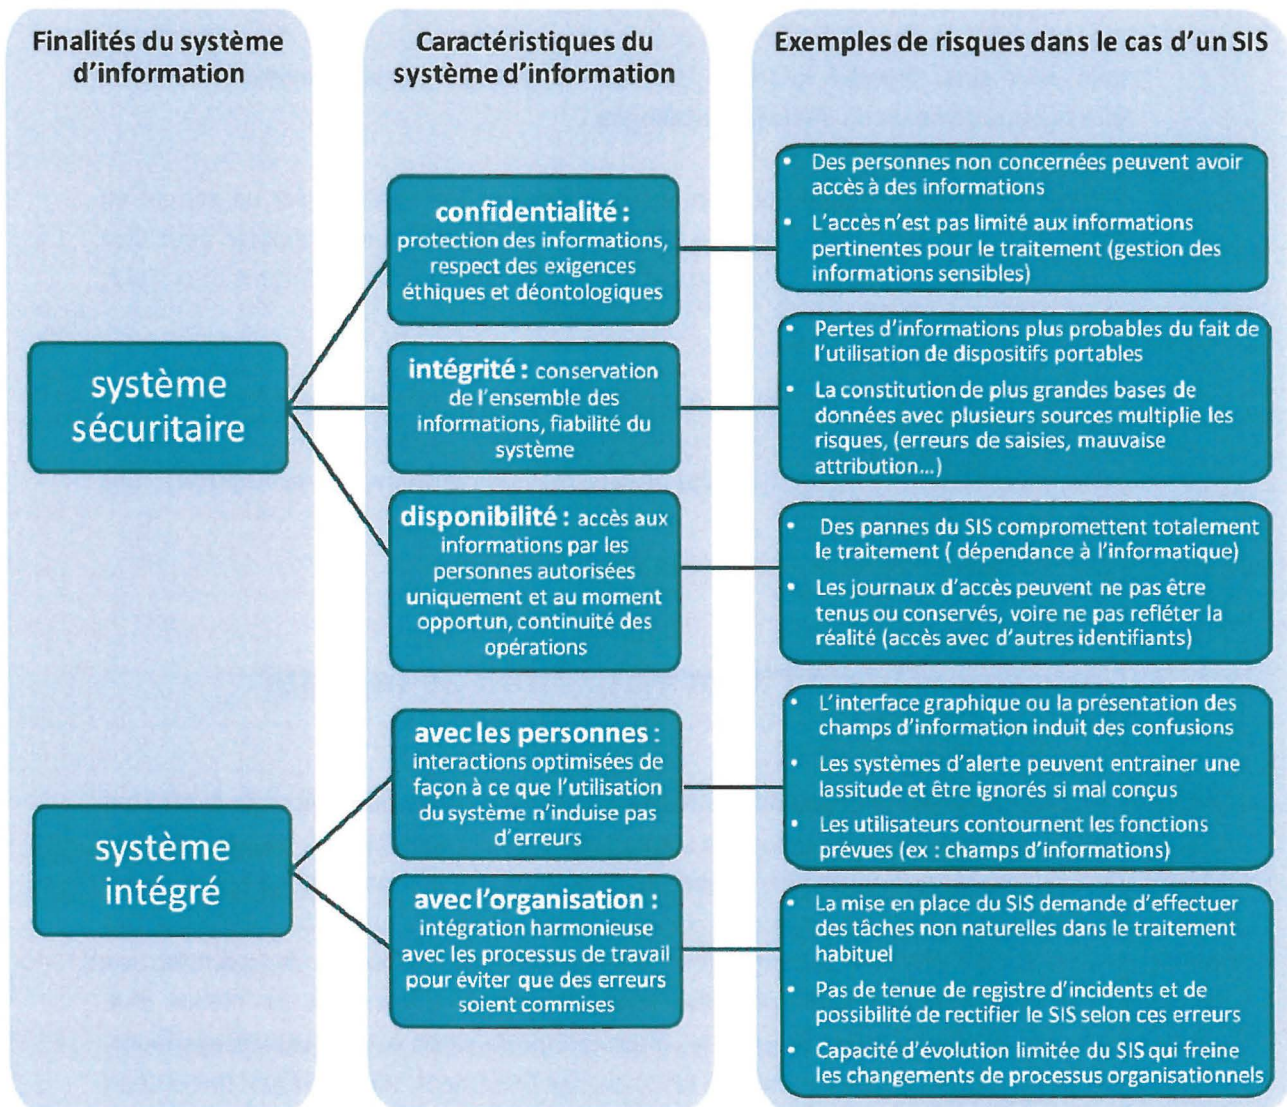 Finalités du système
d'information
Caractéristiques du
système d'information
Exemples de risques dans le cas d'un SIS
système
sécuritaire
confidentialité :
protection des informations,
respect des exigences
éthiques et déontologiques
• Des personnes non concernées peuvent avoir
accès à des informations
• L'accès n'est pas limité aux informations
pertinentes pour le traitement (gestion des
informations sensibles)
intégrité : conservation
de l'ensemble des
informations, fiabilité du
système
• Pertes d'informations plus probables du fait de
l'utilisation de dispositifs portables
• La constitution de plus grandes bases de
données avec plusieurs sources multiplie les
risques, (erreurs de saisies, mauvaise
attribution...)
disponibilité : accès aux
informations par les
personnes autorisées
uniquement et au moment
opportun, continuité des
opérations
• Des pannes du SIS compromettent totalement
le traitement ( dépendance à l'informatique)
• Les journaux d'accès peuvent ne pas être
tenus ou conservés, voire ne pas refléter la
réalité (accès avec d'autres identifiants)
système
intégré
avec les personnes :
interactions optimisées de
façon à ce que l'utilisation
du système n'induise pas
d'erreurs
• L'interface graphique ou la présentation des
champs d'information induit des confusions
• Les systèmes d'alerte peuvent entrainer une
lassitude et être ignorés si mal conçus
• Les utilisateurs contournent les fonctions
prévues (ex : champs d'informations)
avec l'organisation :
intégration harmonieuse
avec les processus de travail
pour éviter que des erreurs
soient commises
• La mise en place du SIS demande d'effectuer
des tâches non naturelles dans le traitement
habituel
• Pas de tenue de registre d'incidents et de
possibilité de rectifier le SIS selon ces erreurs
• Capacité d'évolution limitée du SIS qui freine
les changements de processus organisationnels